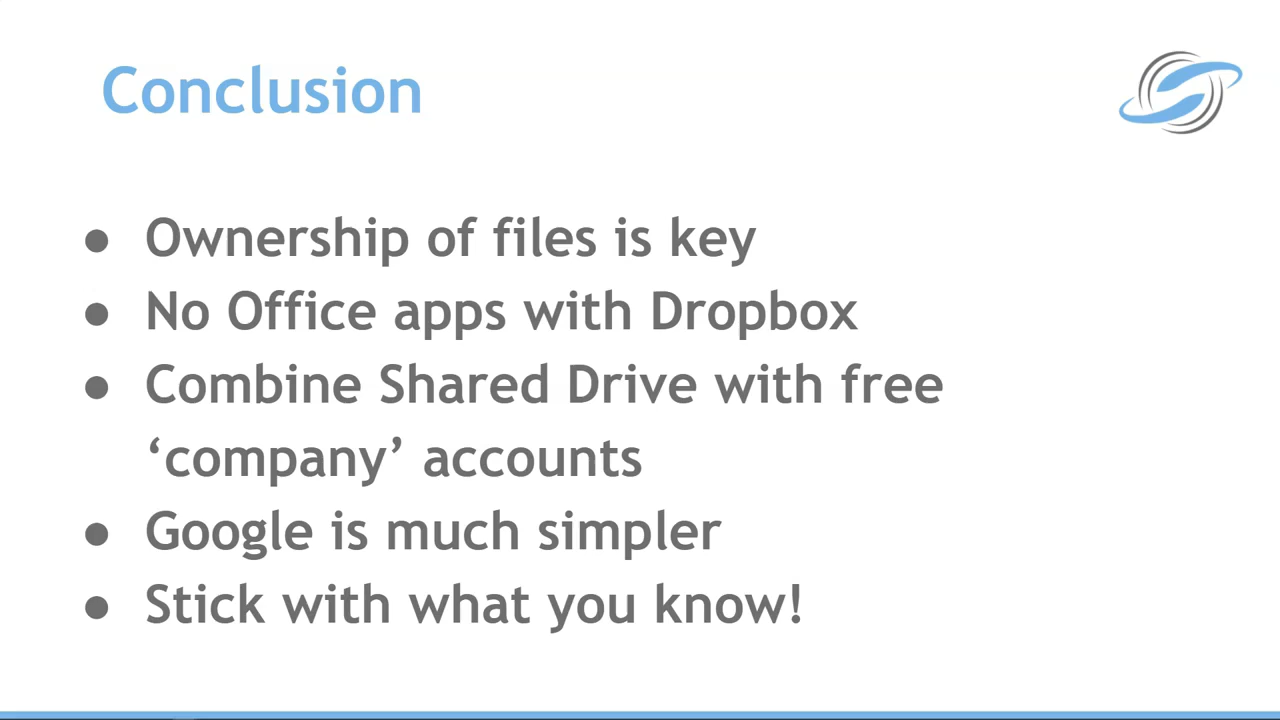 Conclusion
● Ownership of files is key
● No Office apps with Dropbox
● Combine Shared Drive with free
‘company’ accounts
● Google is much simpler
● Stick with what you know!